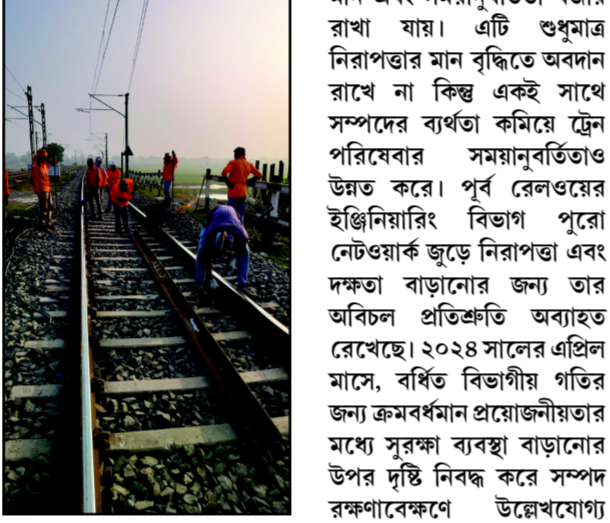 রাখা যায়। এটি শুধুমাত্র
নিরাপত্তার মান বৃদ্ধিতে অবদান
রাখে না কিন্তু একই সাথে
সম্পদের ব্যর্থতা কমিয়ে ট্রেন
পরিষেবার সময়ানুবর্তিতাও
উন্নত করে। পূর্ব রেলওয়ের
ইঞ্জিনিয়ারিং বিভাগ পুরো
নেটওয়ার্ক জুড়ে নিরাপত্তা এবং
দক্ষতা বাড়ানোর জন্য তার
অবিচল প্রতিশ্রুতি অব্যাহত
রেখেছে। ২০২৪ সালের এপ্রিল
মাসে, বর্ধিত বিভাগীয় গতির
জন্য ক্রমবর্ধমান প্রয়োজনীয়তার
মধ্যে সুরক্ষা ব্যবস্থা বাড়ানোর
উপর দৃষ্টি নিবদ্ধ করে সম্পদ
রক্ষণাবেক্ষণে উল্লেখযোগ্য